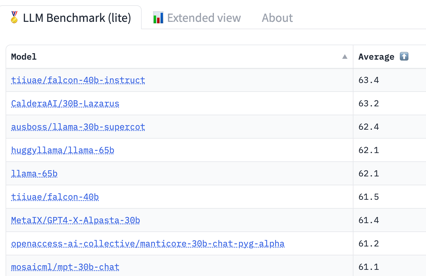 🏅 LLM Benchmark (lite) 📊 Extended view About
Model ▲ Average ⬆️
tiiuae/falcon-40b-instruct 63.4
CalderaAI/30B-Lazarus 63.2
ausboss/llama-30b-supercot 62.4
huggyllama/llama-65b 62.1
llama-65b 62.1
tiiuae/falcon-40b 61.5
MetaIX/GPT4-X-Alpasta-30b 61.4
openaccess-ai-collective/manticore-30b-chat-pyg-alpha 61.2
mosaicml/mpt-30b-chat 61.1